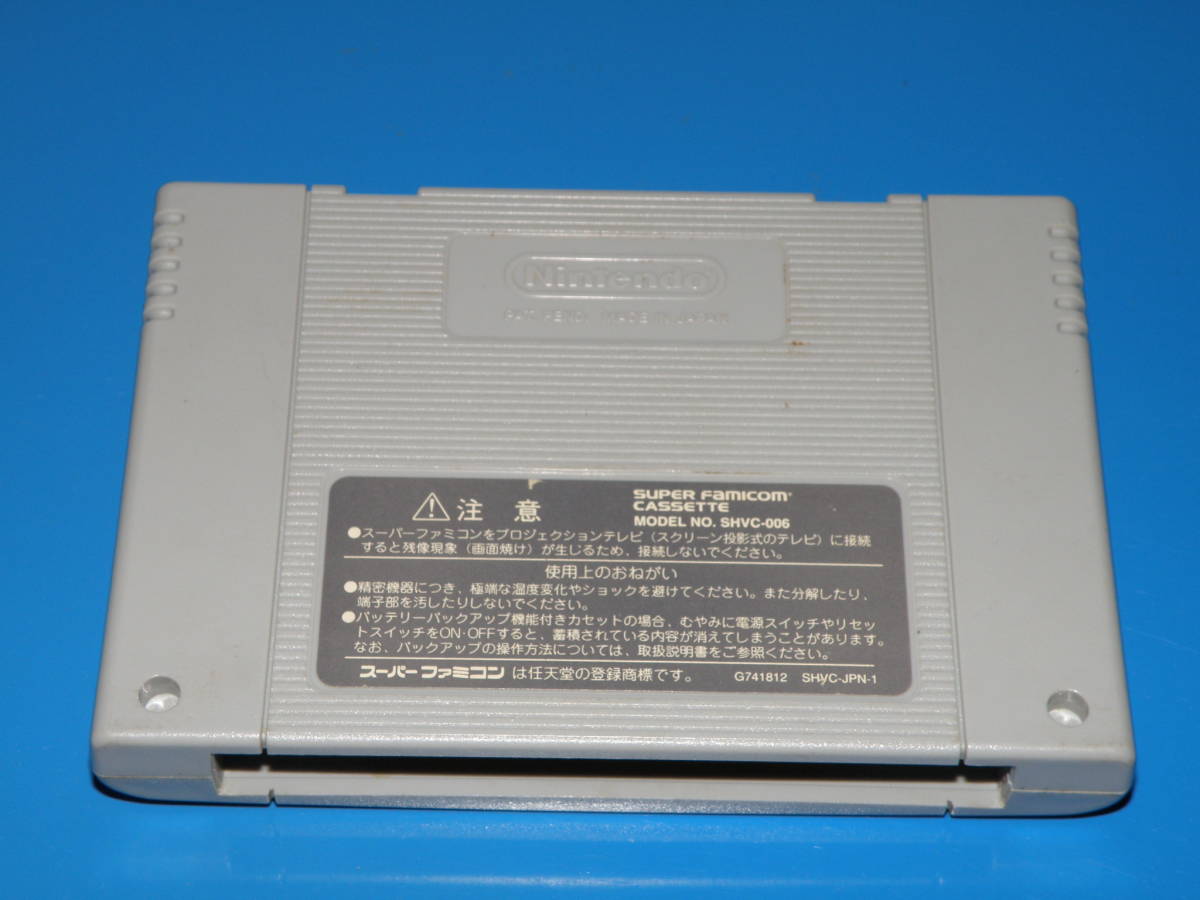 Nintendo
PAT. PEND. MADE IN JAPAN
⚠注 意
SUPER FAMICOM
CASSETTE
MODEL NO. SHVC-006
●スーパーファミコンをプロジェクションテレビ（スクリーン投影式のテレビ）に接続
すると残像現象（画面焼け）が生じるため、接続しないでください。
使用上のおねがい
●精密機器につき、極端な温度変化やショックを避けてください。また分解したり、
端子部を汚したりしないでください。
●バッテリーバックアップ機能付きカセットの場合、むやみに電源スイッチやリセッ
トスイッチをON・OFFすると、蓄積されている内容が消えてしまうことがあります。
なお、バックアップの操作方法については、取扱説明書をご参照ください。
スーパーファミコン は任天堂の登録商標です。
G741812 SHVC-JPN-1